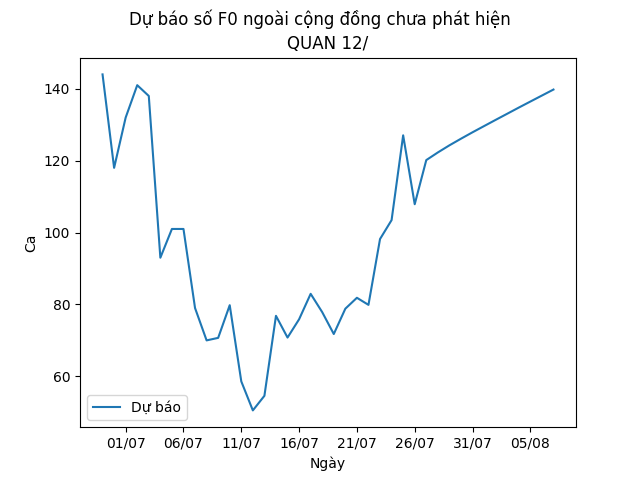 Dự báo số F0 ngoài cộng đồng chưa phát hiện
QUAN 12/
140
120
100
80
60
Ca
Dự báo
01/07 06/07 11/07 16/07 21/07 26/07 31/07 05/08
Ngày